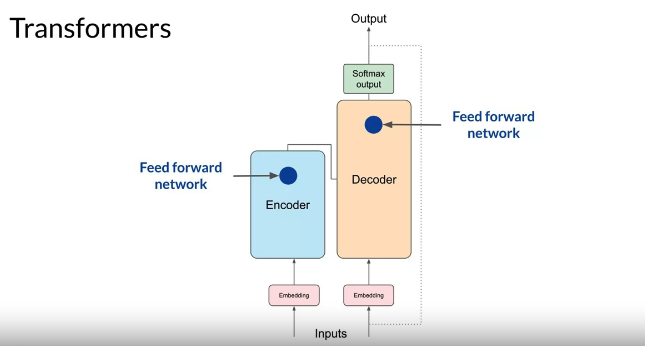 Transformers
Output
Softmax
output
Feed forward
network
Feed forward
network
Decoder
Encoder
Embedding
Embedding
Inputs